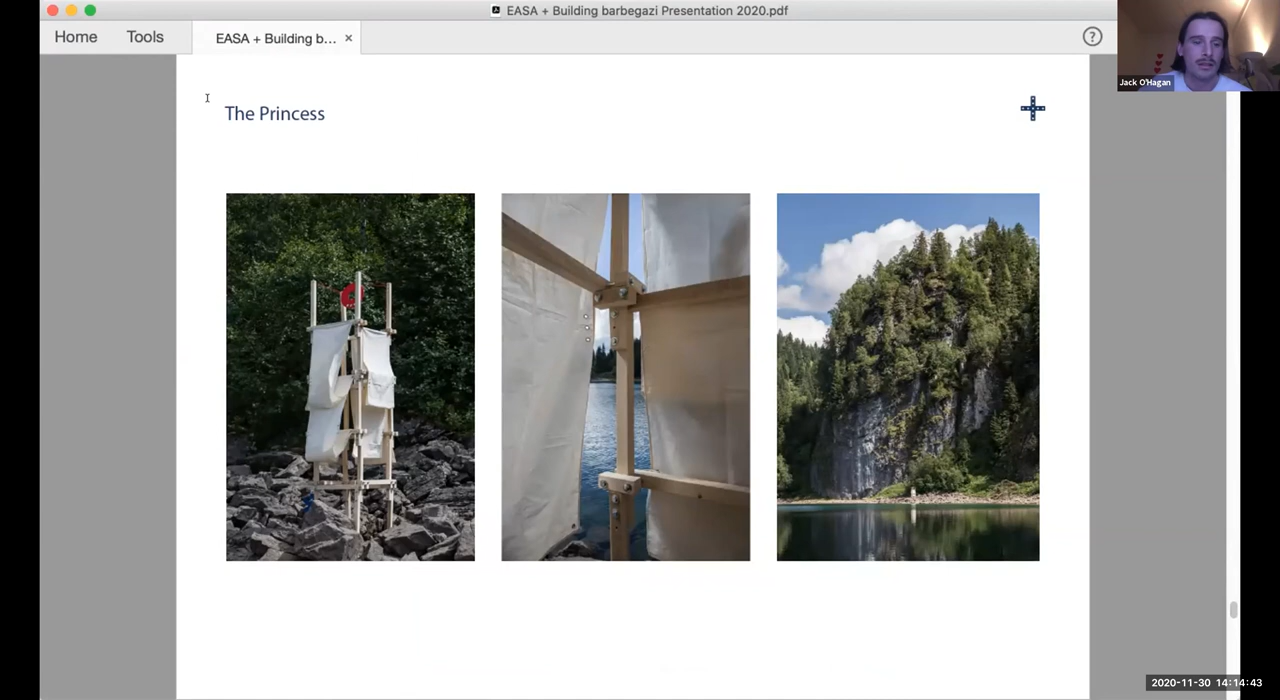 EASA + Building barbegazi Presentation 2020.pdf
Home
Tools
EASA + Building b... ×
?
Jack O'Hagan
The Princess
2020-11-30 14:14:43